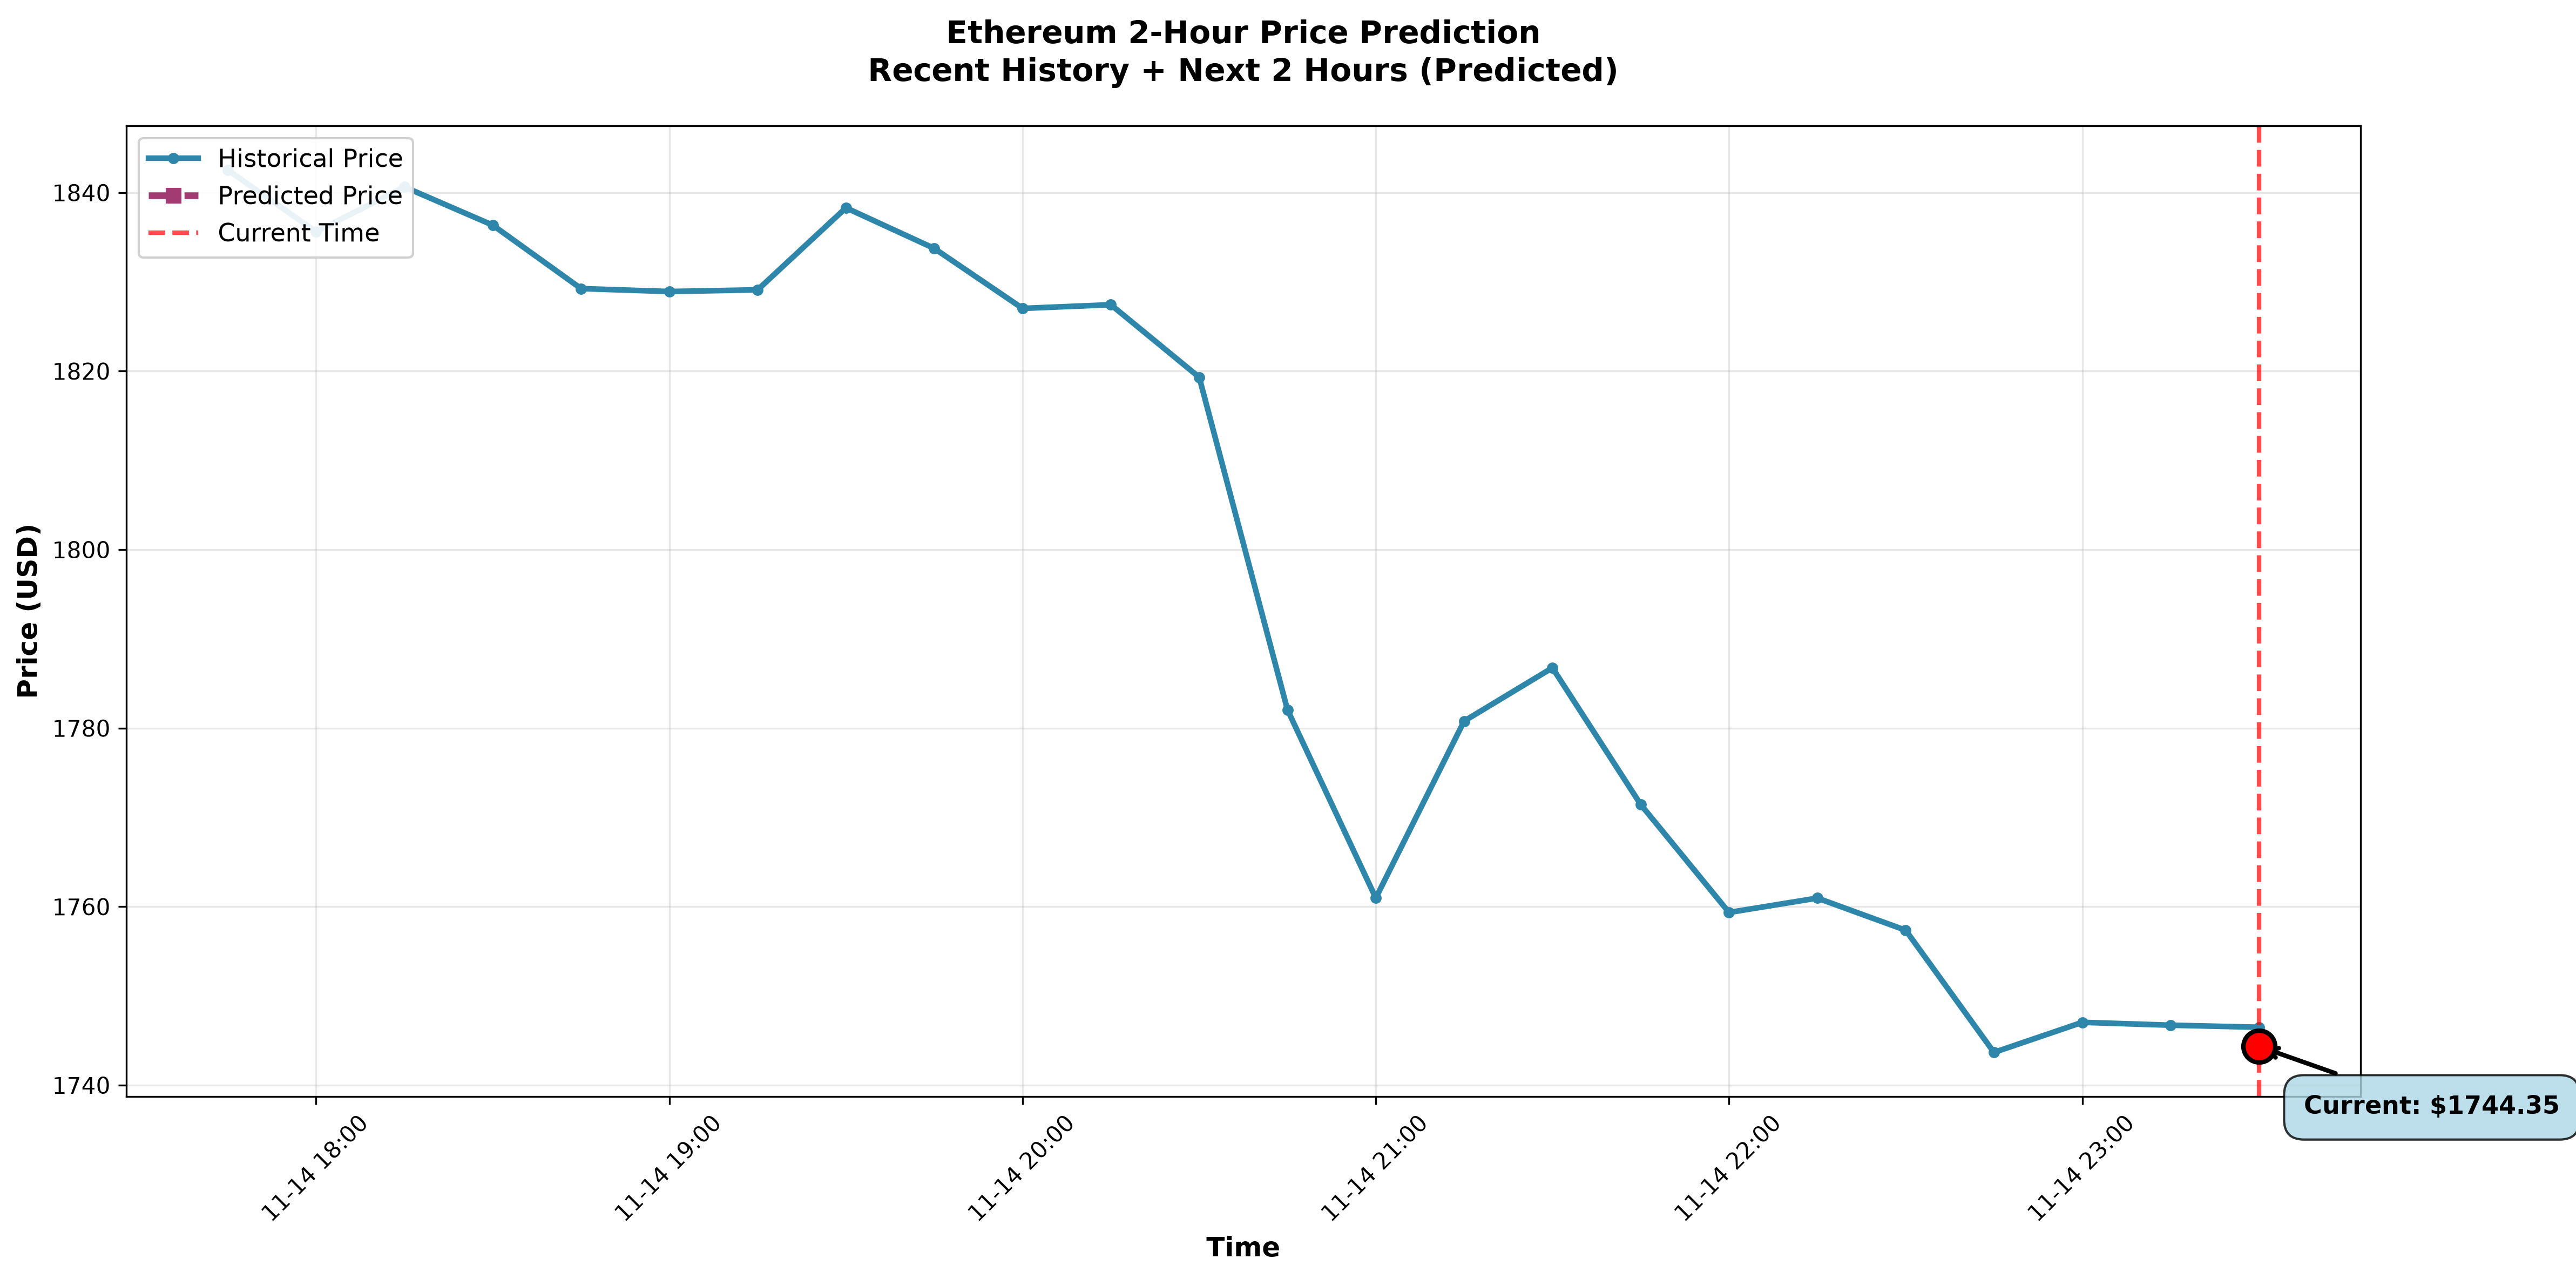 Ethereum 2-Hour Price Prediction
Recent History + Next 2 Hours (Predicted)
Historical Price
Predicted Price
Current Time
Price (USD)
1840
1820
1800
1780
1760
1740
Current: $1744.35
11-14 18:00
11-14 19:00
11-14 20:00
11-14 21:00
11-14 22:00
11-14 23:00
Time